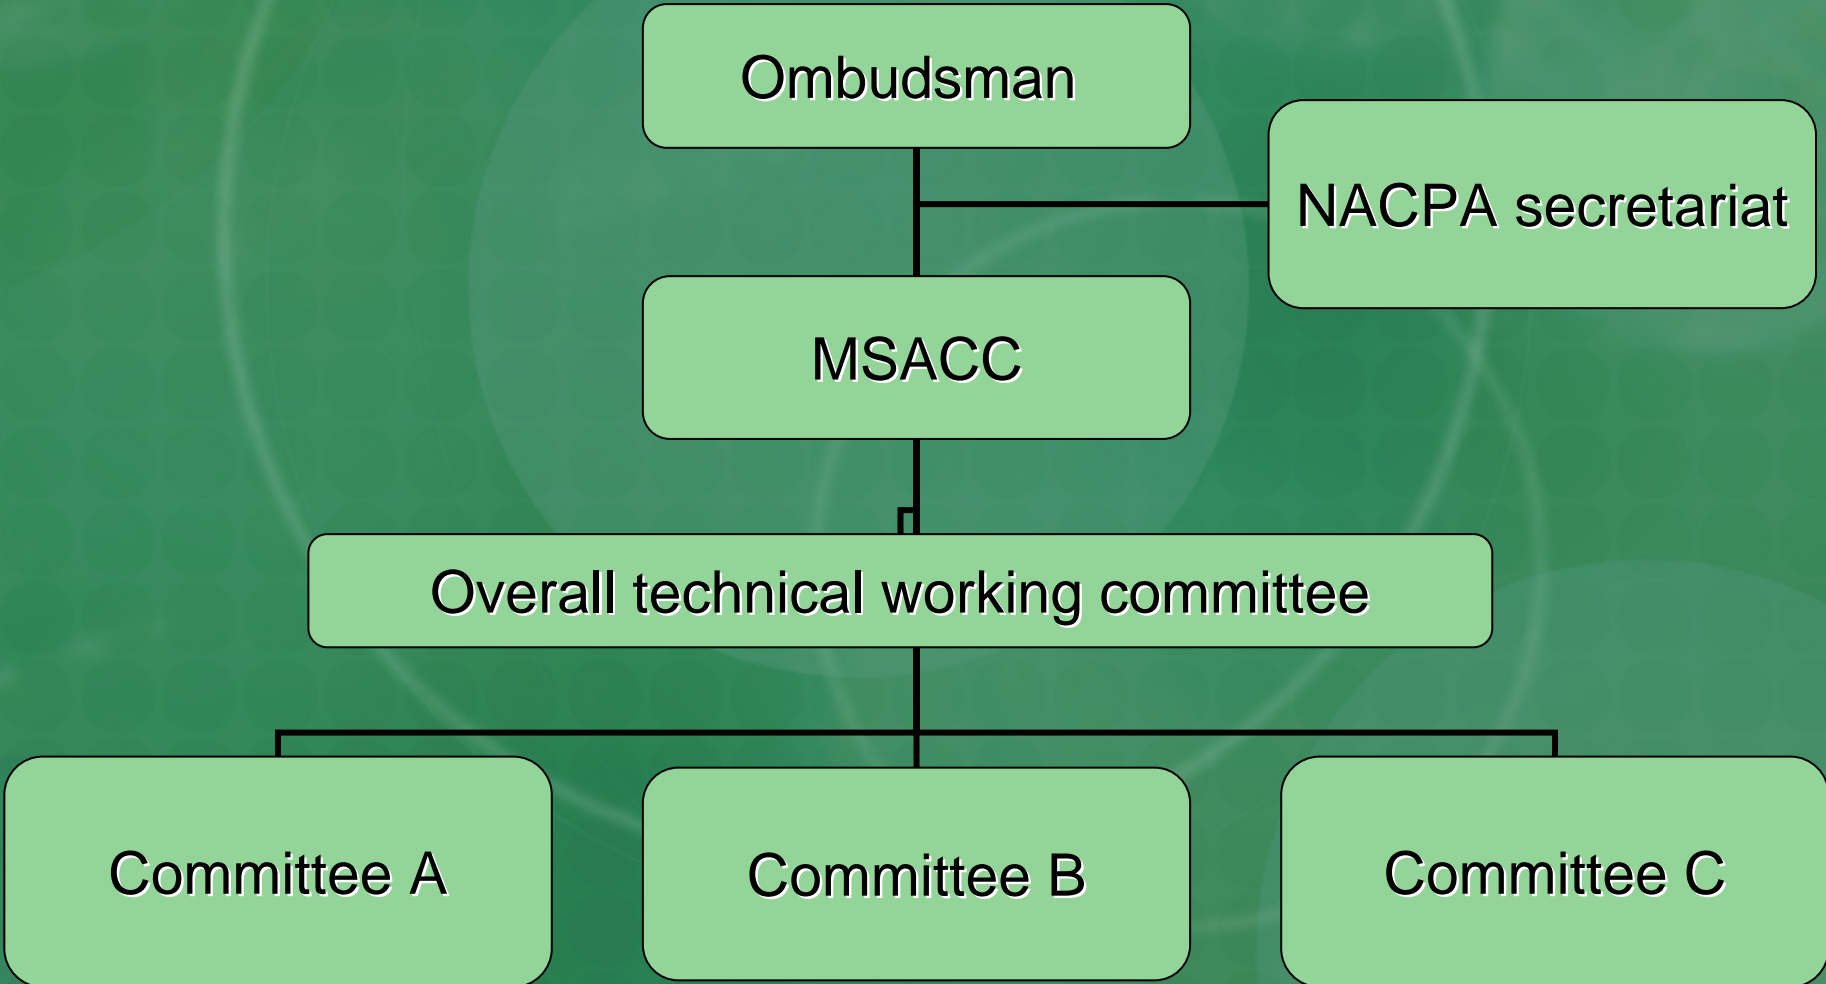 Ombudsman
NACPA secretariat
MSACC
Overall technical working committee
Committee A
Committee B
Committee C